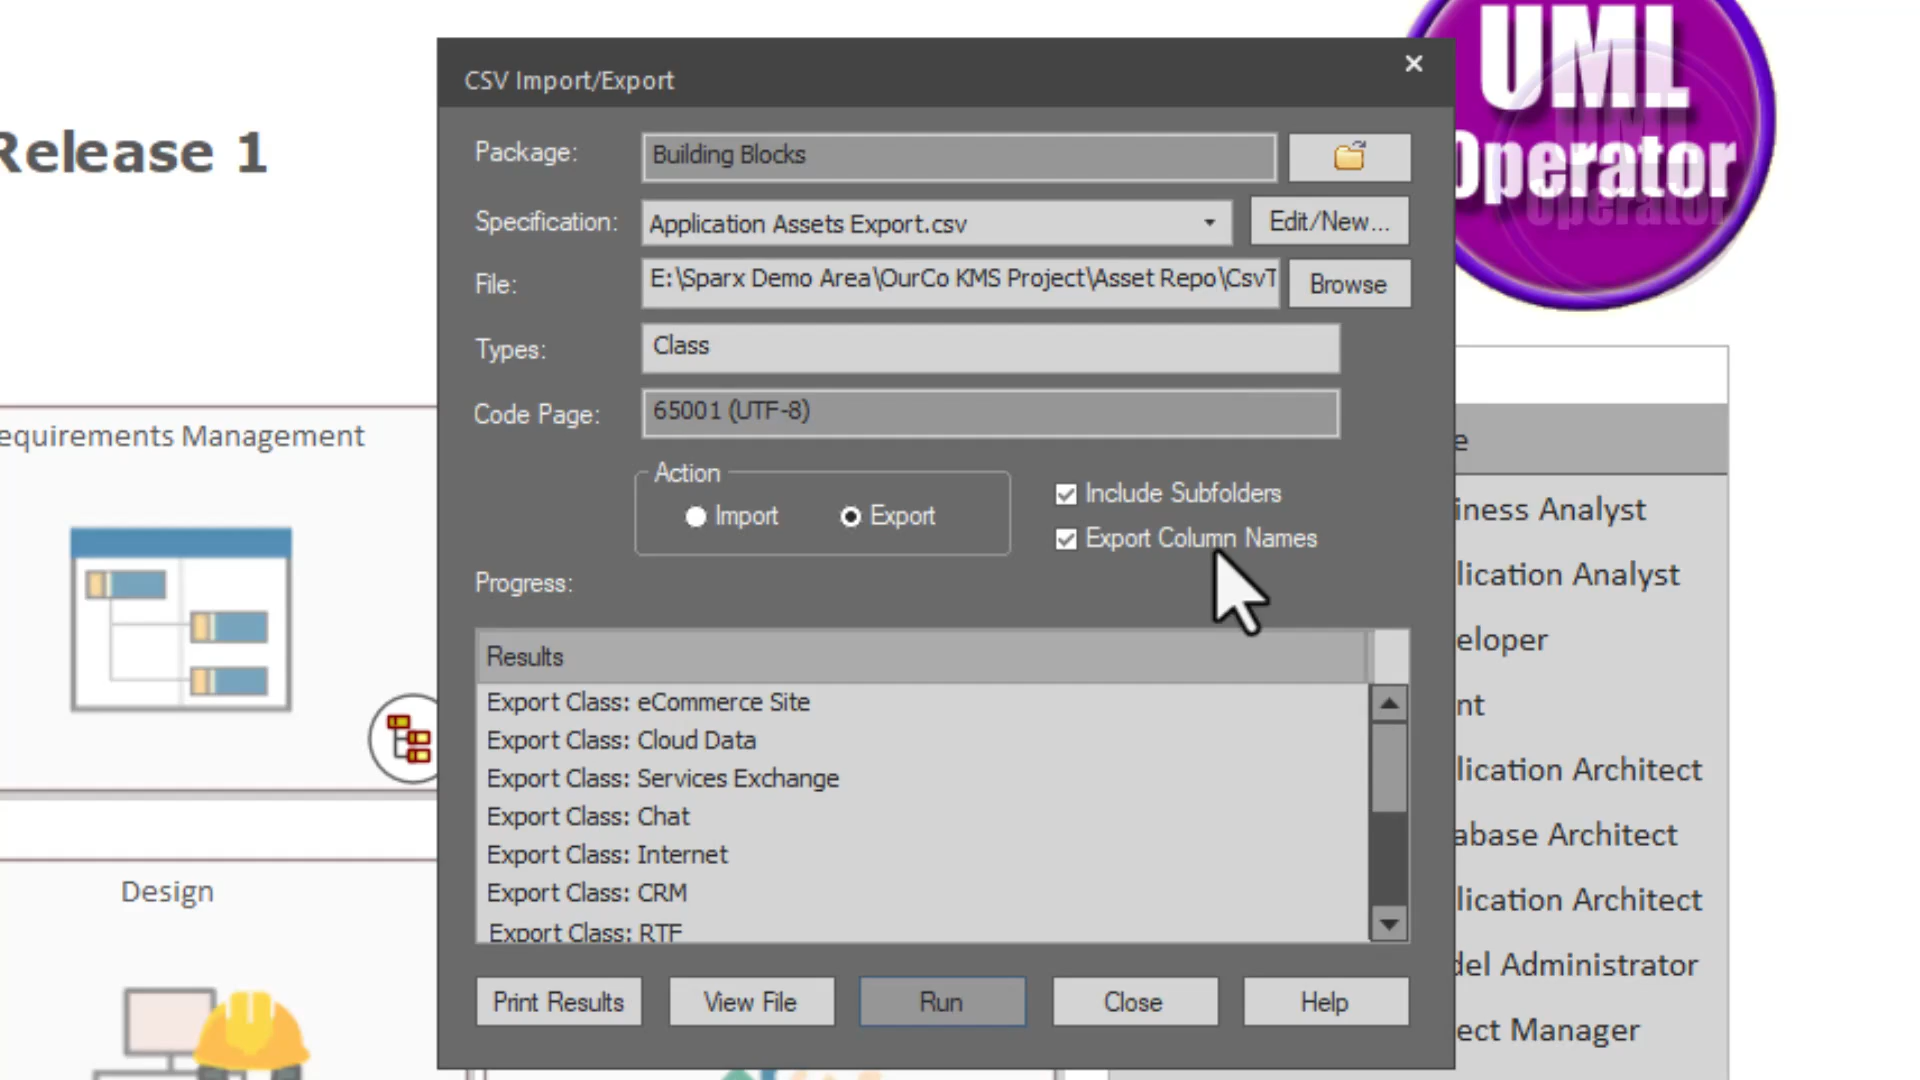 CSV Import/Export
UML
Operator
Release 1
Package:
Building Blocks
Specification:
Application Assets Export.csv
Edit/New...
File:
E:\Sparx Demo Area\OurCo KMS Project\Asset Repo\CsvT
Browse
Types:
Class
Code Page:
65001 (UTF-8)
Action
Import
Export
Include Subfolders
Export Column Names
Progress:
Results
Export Class: eCommerce Site
Export Class: Cloud Data
Export Class: Services Exchange
Export Class: Chat
Export Class: Internet
Export Class: CRM
Export Class: RTF
Print Results
View File
Run
Close
Help
equirements Management
Design
e
iness Analyst
lication Analyst
eloper
nt
lication Architect
abase Architect
lication Architect
del Administrator
ect Manager